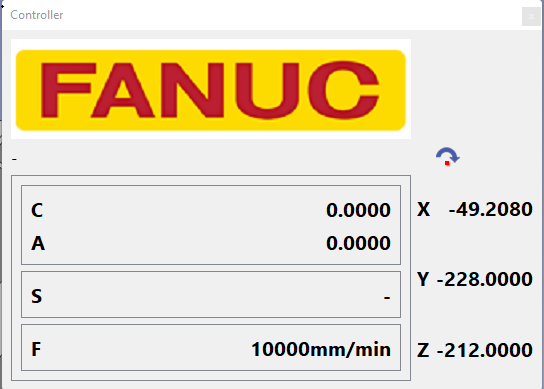 Controller
FANUC
-
C 0.0000
A 0.0000
S -
F 10000mm/min
X -49.2080
Y -228.0000
Z -212.0000